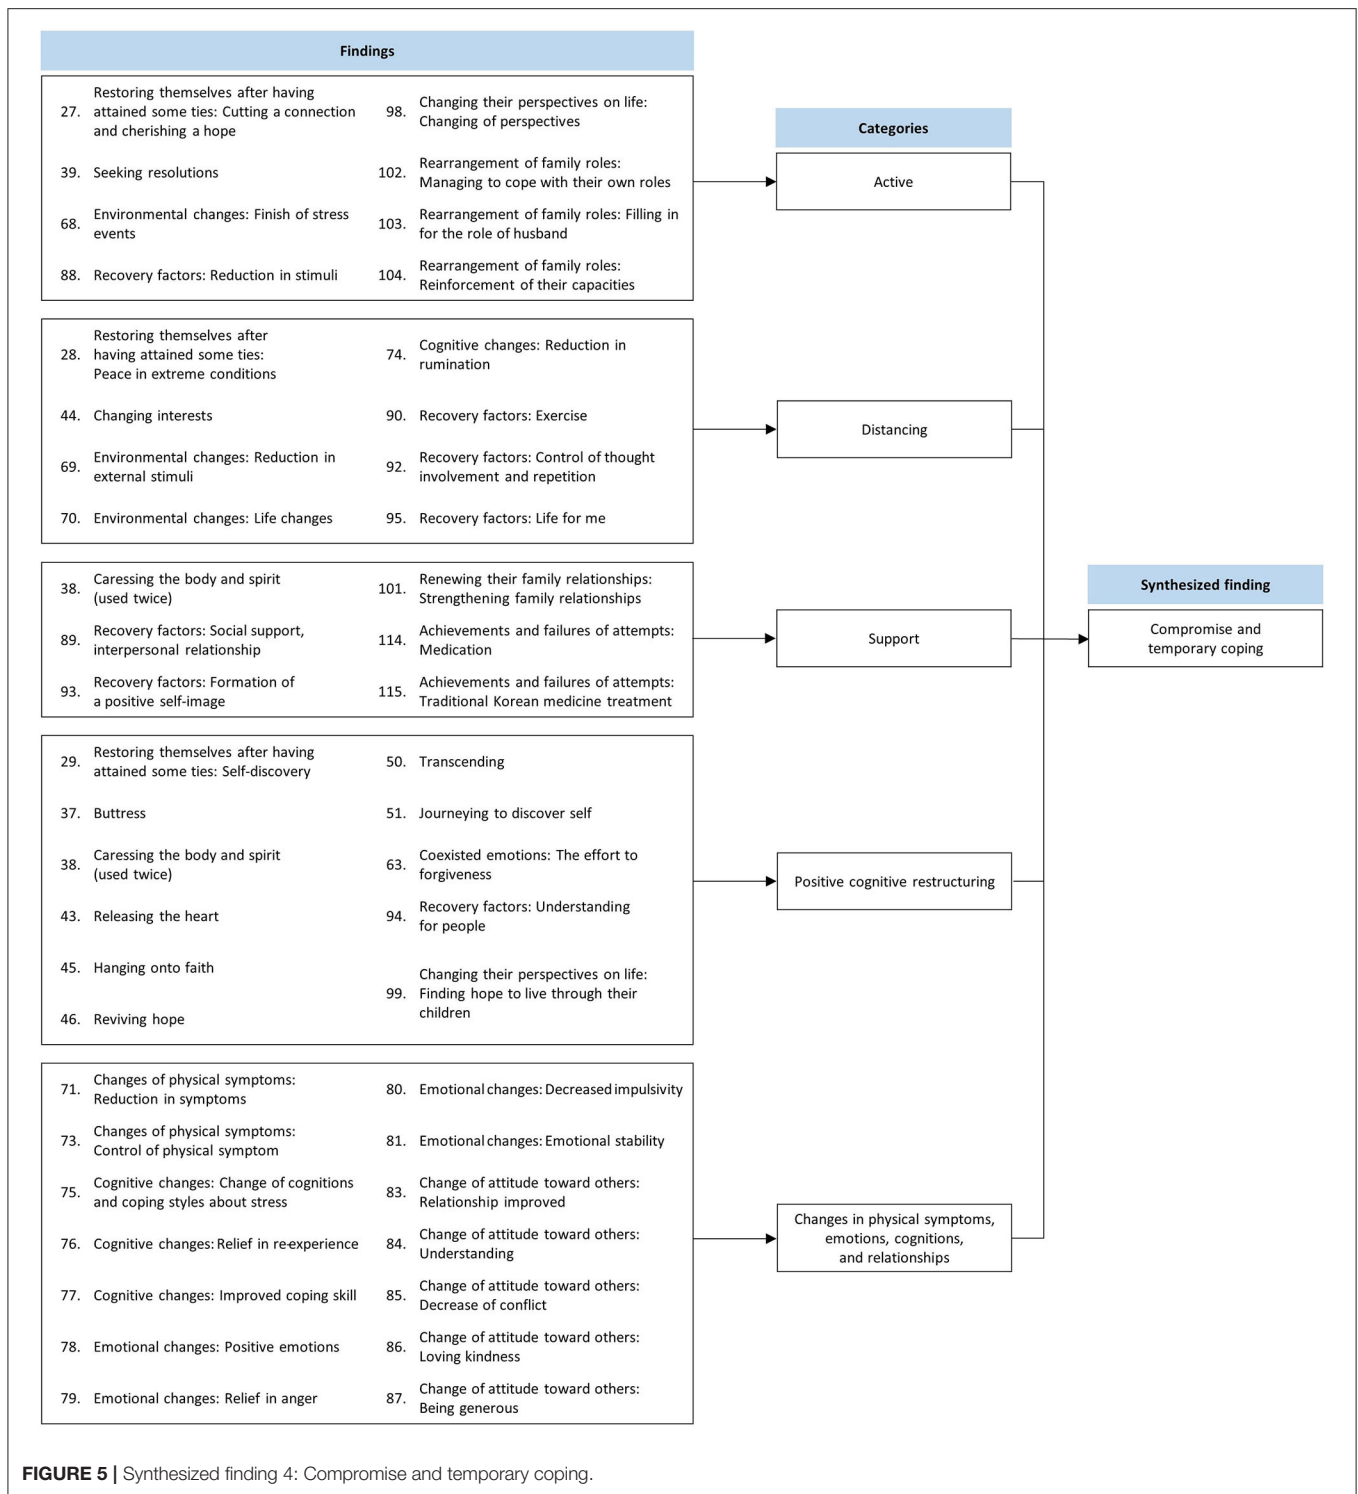 Findings
27. Restoring themselves after having
attained some ties: Cutting a connection
and cherishing a hope
39. Seeking resolutions
68. Environmental changes: Finish of stress
events
88. Recovery factors: Reduction in stimuli
98. Changing their perspectives on life:
Changing of perspectives
102. Rearrangement of family roles:
Managing to cope with their own roles
103. Rearrangement of family roles: Filling in
for the role of husband
104. Rearrangement of family roles:
Reinforcement of their capacities
28. Restoring themselves after
having attained some ties:
Peace in extreme conditions
44. Changing interests
69. Environmental changes: Reduction in
external stimuli
70. Environmental changes: Life changes
74. Cognitive changes: Reduction in
rumination
90. Recovery factors: Exercise
92. Recovery factors: Control of thought
involvement and repetition
95. Recovery factors: Life for me
38. Caressing the body and spirit
(used twice)
89. Recovery factors: Social support,
interpersonal relationship
93. Recovery factors: Formation of
a positive self-image
101. Renewing their family relationships:
Strengthening family relationships
114. Achievements and failures of attempts:
Medication
115. Achievements and failures of attempts:
Traditional Korean medicine treatment
29. Restoring themselves after having
attained some ties: Self-discovery
37. Buttress
38. Caressing the body and spirit
(used twice)
43. Releasing the heart
45. Hanging onto faith
46. Reviving hope
50. Transcending
51. Journeying to discover self
63. Coexisted emotions: The effort to
forgiveness
94. Recovery factors: Understanding
for people
99. Changing their perspectives on life:
Finding hope to live through their
children
71. Changes of physical symptoms:
Reduction in symptoms
73. Changes of physical symptoms:
Control of physical symptom
75. Cognitive changes: Change of cognitions
and coping styles about stress
76. Cognitive changes: Relief in re-experience
77. Cognitive changes: Improved coping skill
78. Emotional changes: Positive emotions
79. Emotional changes: Relief in anger
80. Emotional changes: Decreased impulsivity
81. Emotional changes: Emotional stability
83. Change of attitude toward others:
Relationship improved
84. Change of attitude toward others:
Understanding
85. Change of attitude toward others:
Decrease of conflict
86. Change of attitude toward others:
Loving kindness
87. Change of attitude toward others:
Being generous
Categories
Active
Distancing
Support
Positive cognitive restructuring
Changes in physical symptoms,
emotions, cognitions,
and relationships
Synthesized finding
Compromise and
temporary coping
FIGURE 5 | Synthesized finding 4: Compromise and temporary coping.